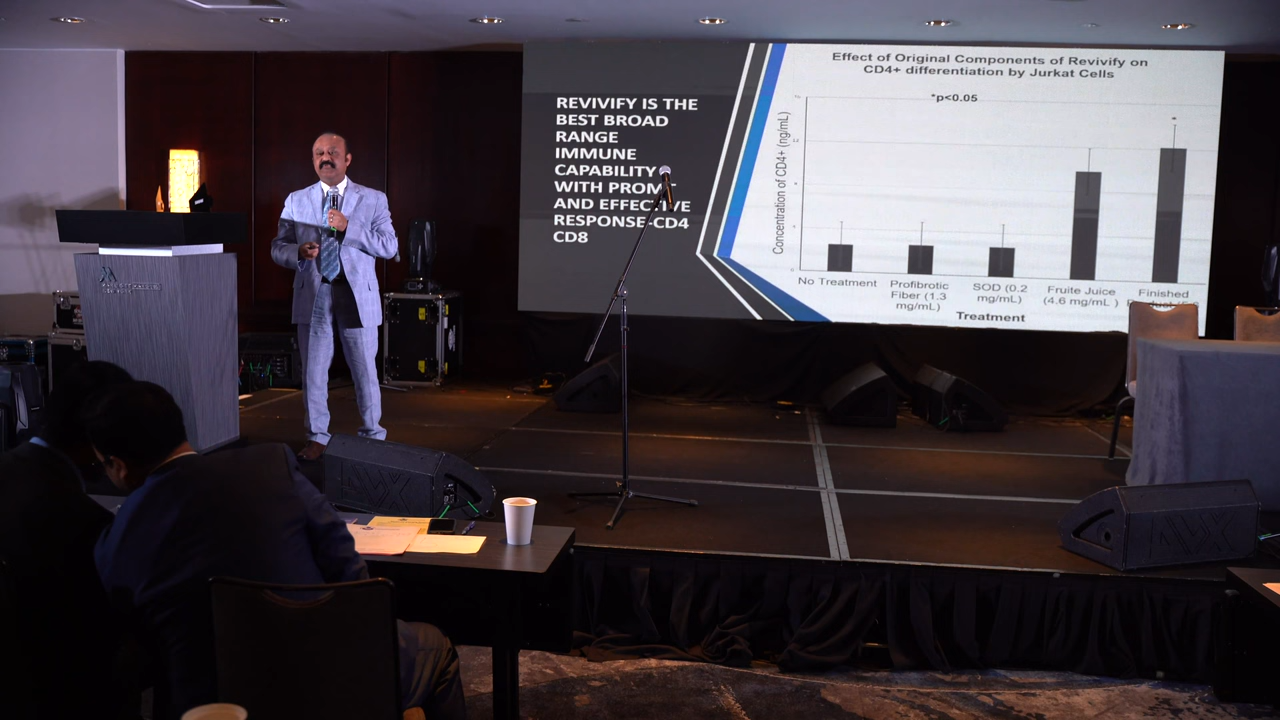 REVIVIFY IS THE
BEST BROAD
RANGE
IMMUNE
CAPABILITY
WITH PROMPT
AND EFFECTIVE
RESPONSE-CD4
CD8
Effect of Original Components of Revivify on
CD4+ differentiation by Jurkat Cells
*p<0.05
Concentration of CD4+ (ng/mL)
No Treatment
Profibrotic
Fiber (1.3
mg/mL)
SOD (0.2
mg/mL)
Fruite Juice
(4.6 mg/mL )
Finished
Treatment